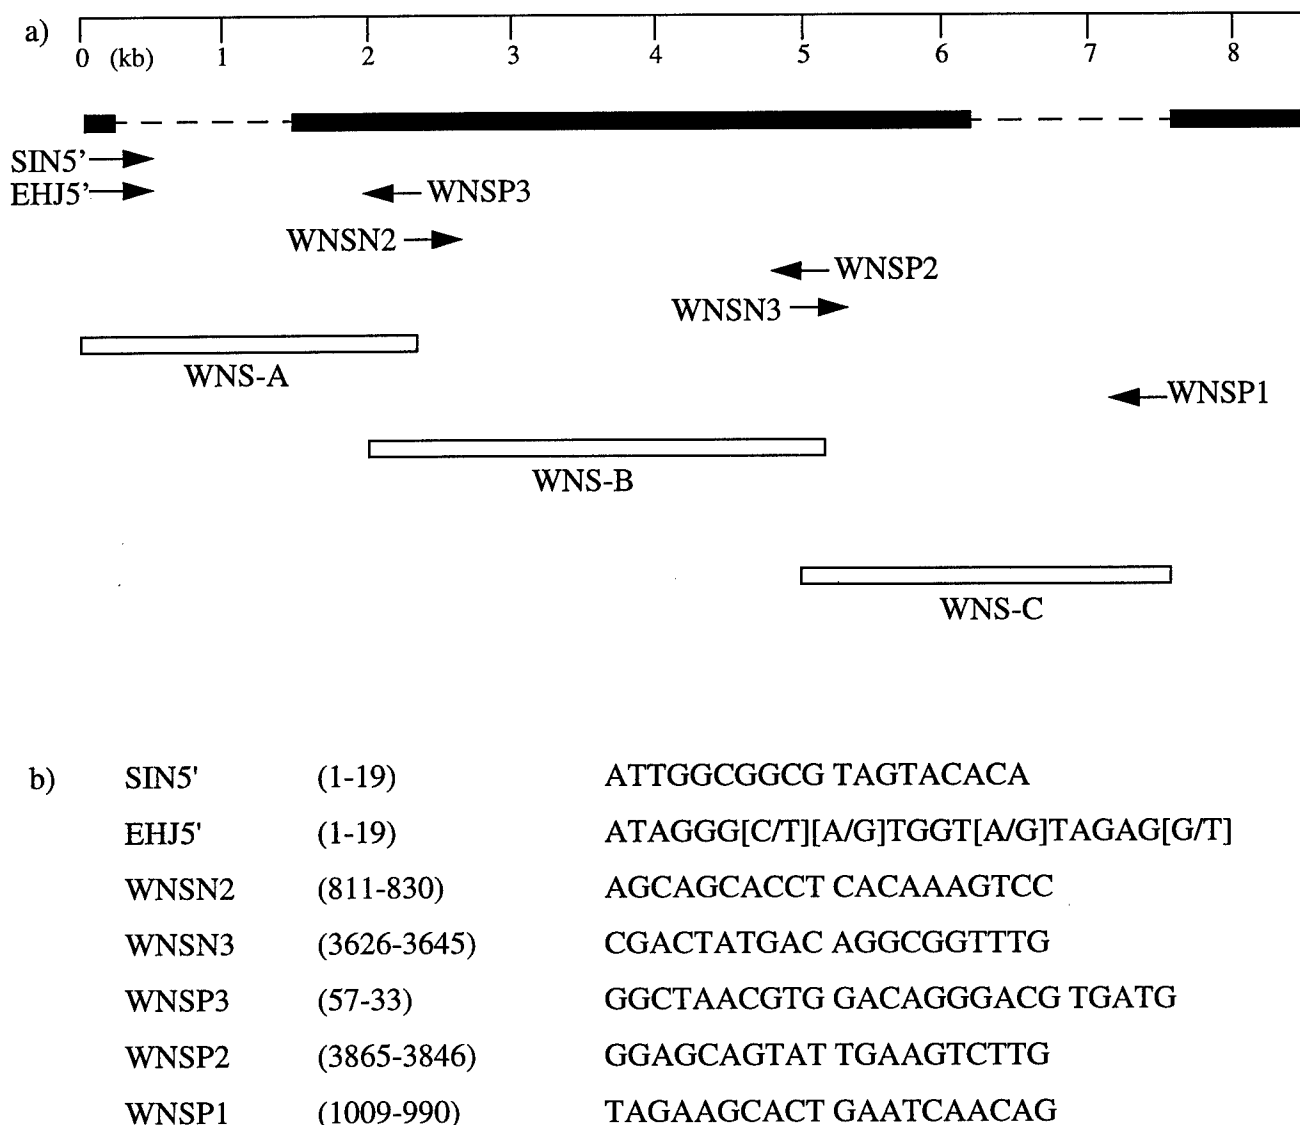 a)
0 (kb) 1 2 3 4 5 6 7 8
SIN5'
EHJ5'
WNSP3
WNSN2
WNSP2
WNSN3
WNS-A
WNSP1
WNS-B
WNS-C
b) SIN5' (1-19) ATTGGCGGCG TAGTACACA
EHJ5' (1-19) ATAGGG[C/T][A/G]TGGT[A/G]TAGAG[G/T]
WNSN2 (811-830) AGCAGCACCT CACAAAGTCC
WNSN3 (3626-3645) CGACTATGAC AGGCGGTTTG
WNSP3 (57-33) GGCTAACGTG GACAGGGACG TGATG
WNSP2 (3865-3846) GGAGCAGTAT TGAAGTCTTG
WNSP1 (1009-990) TAGAAGCACT GAATCAACAG